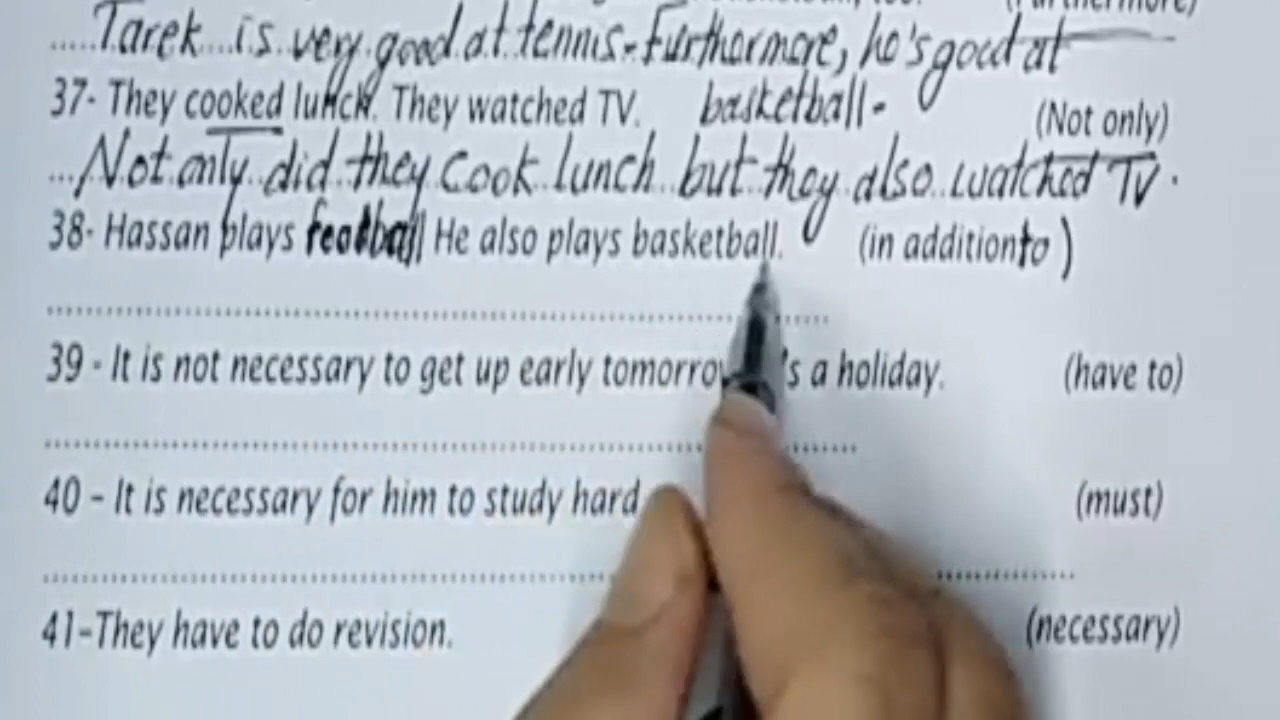 (Furthermore)
Tarek is very good at tennis. Furthermore, he's good at
37- They cooked lunch. They watched TV. basketball. (Not only)
Not only did they cook lunch but they also watched TV.
38- Hassan plays football He also plays basketball. (in addition to)
39 - It is not necessary to get up early tomorrow 's a holiday. (have to)
40 – It is necessary for him to study hard (must)
41–They have to do revision. (necessary)